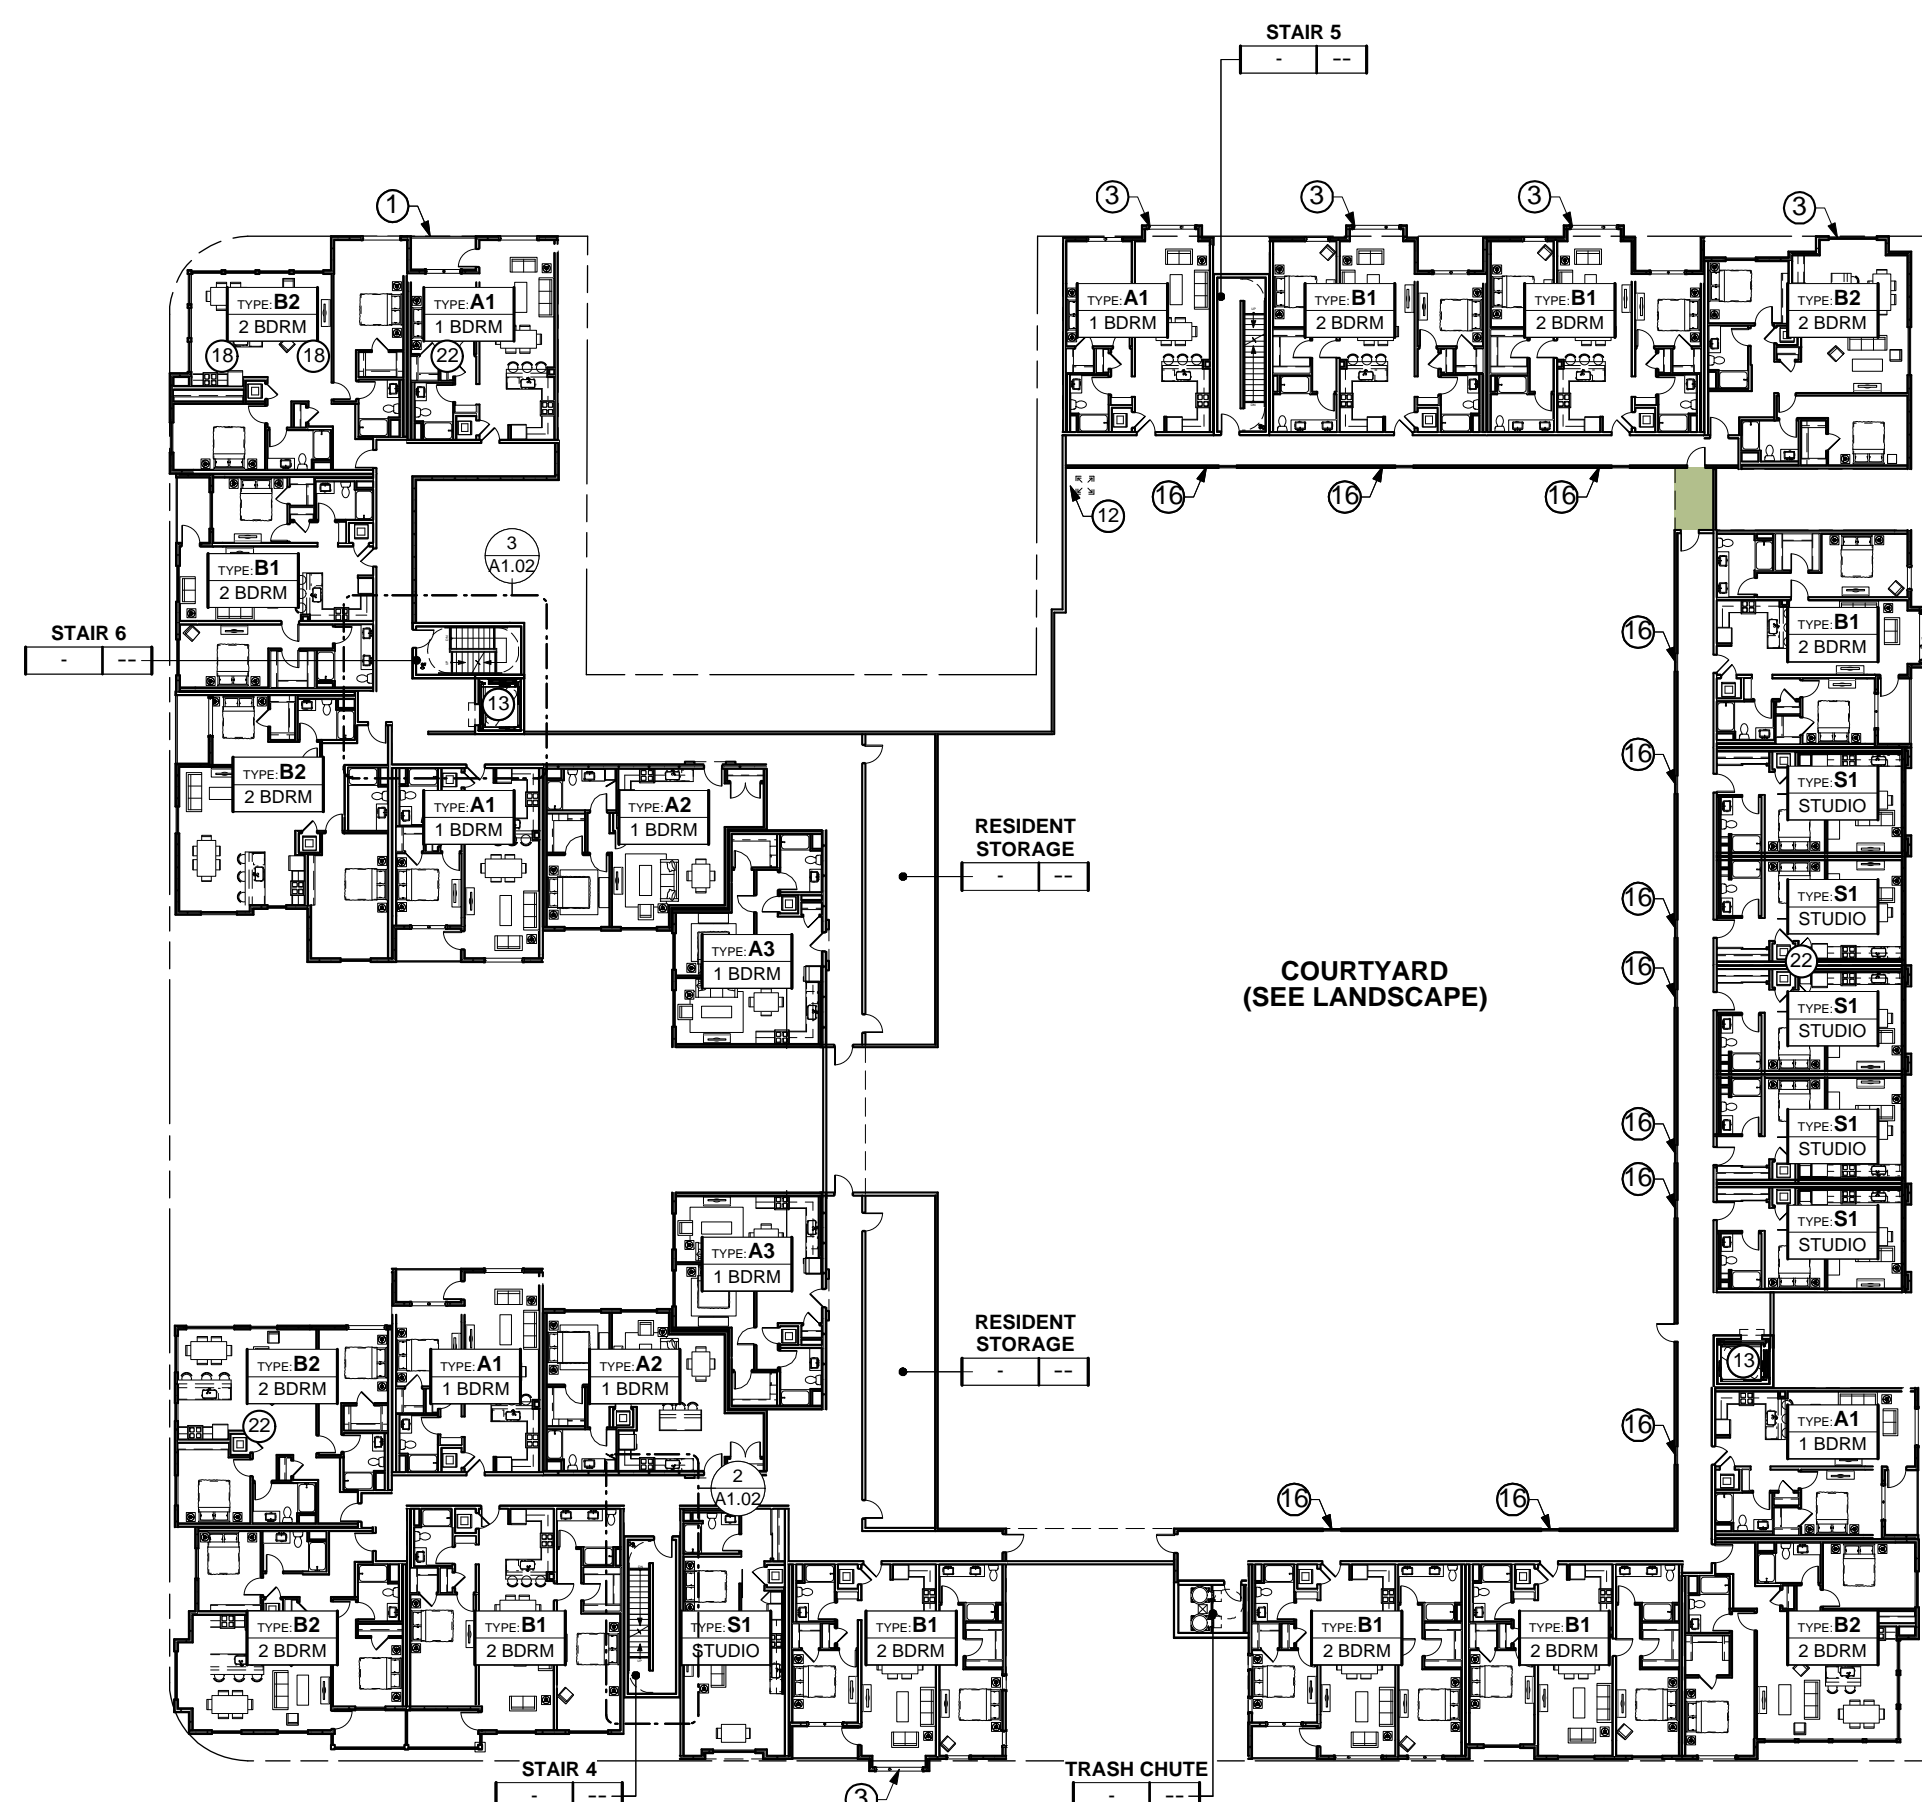 STAIR 5
- --
1
3
3
3
3
TYPE: B2
2 BDRM
18
18
TYPE: A1
1 BDRM
22
TYPE: A1
1 BDRM
TYPE: B1
2 BDRM
TYPE: B1
2 BDRM
TYPE: B2
2 BDRM
16
16
16
12
3
A1.02
TYPE: B1
2 BDRM
STAIR 6
- --
13
16
TYPE: B1
2 BDRM
TYPE: B2
2 BDRM
TYPE: A1
1 BDRM
TYPE: A2
1 BDRM
16
TYPE: S1
STUDIO
RESIDENT
STORAGE
- --
16
TYPE: S1
STUDIO
TYPE: A3
1 BDRM
COURTYARD
(SEE LANDSCAPE)
16
22
TYPE: S1
STUDIO
16
TYPE: S1
STUDIO
16
TYPE: S1
STUDIO
TYPE: A3
1 BDRM
RESIDENT
STORAGE
- --
TYPE: B2
2 BDRM
22
TYPE: A1
1 BDRM
TYPE: A2
1 BDRM
13
16
TYPE: A1
1 BDRM
2
A1.02
16
16
TYPE: B2
2 BDRM
TYPE: B1
2 BDRM
TYPE: S1
STUDIO
TYPE: B1
2 BDRM
TYPE: B1
2 BDRM
TYPE: B1
2 BDRM
TYPE: B2
2 BDRM
STAIR 4
- --
3
TRASH CHUTE
- --